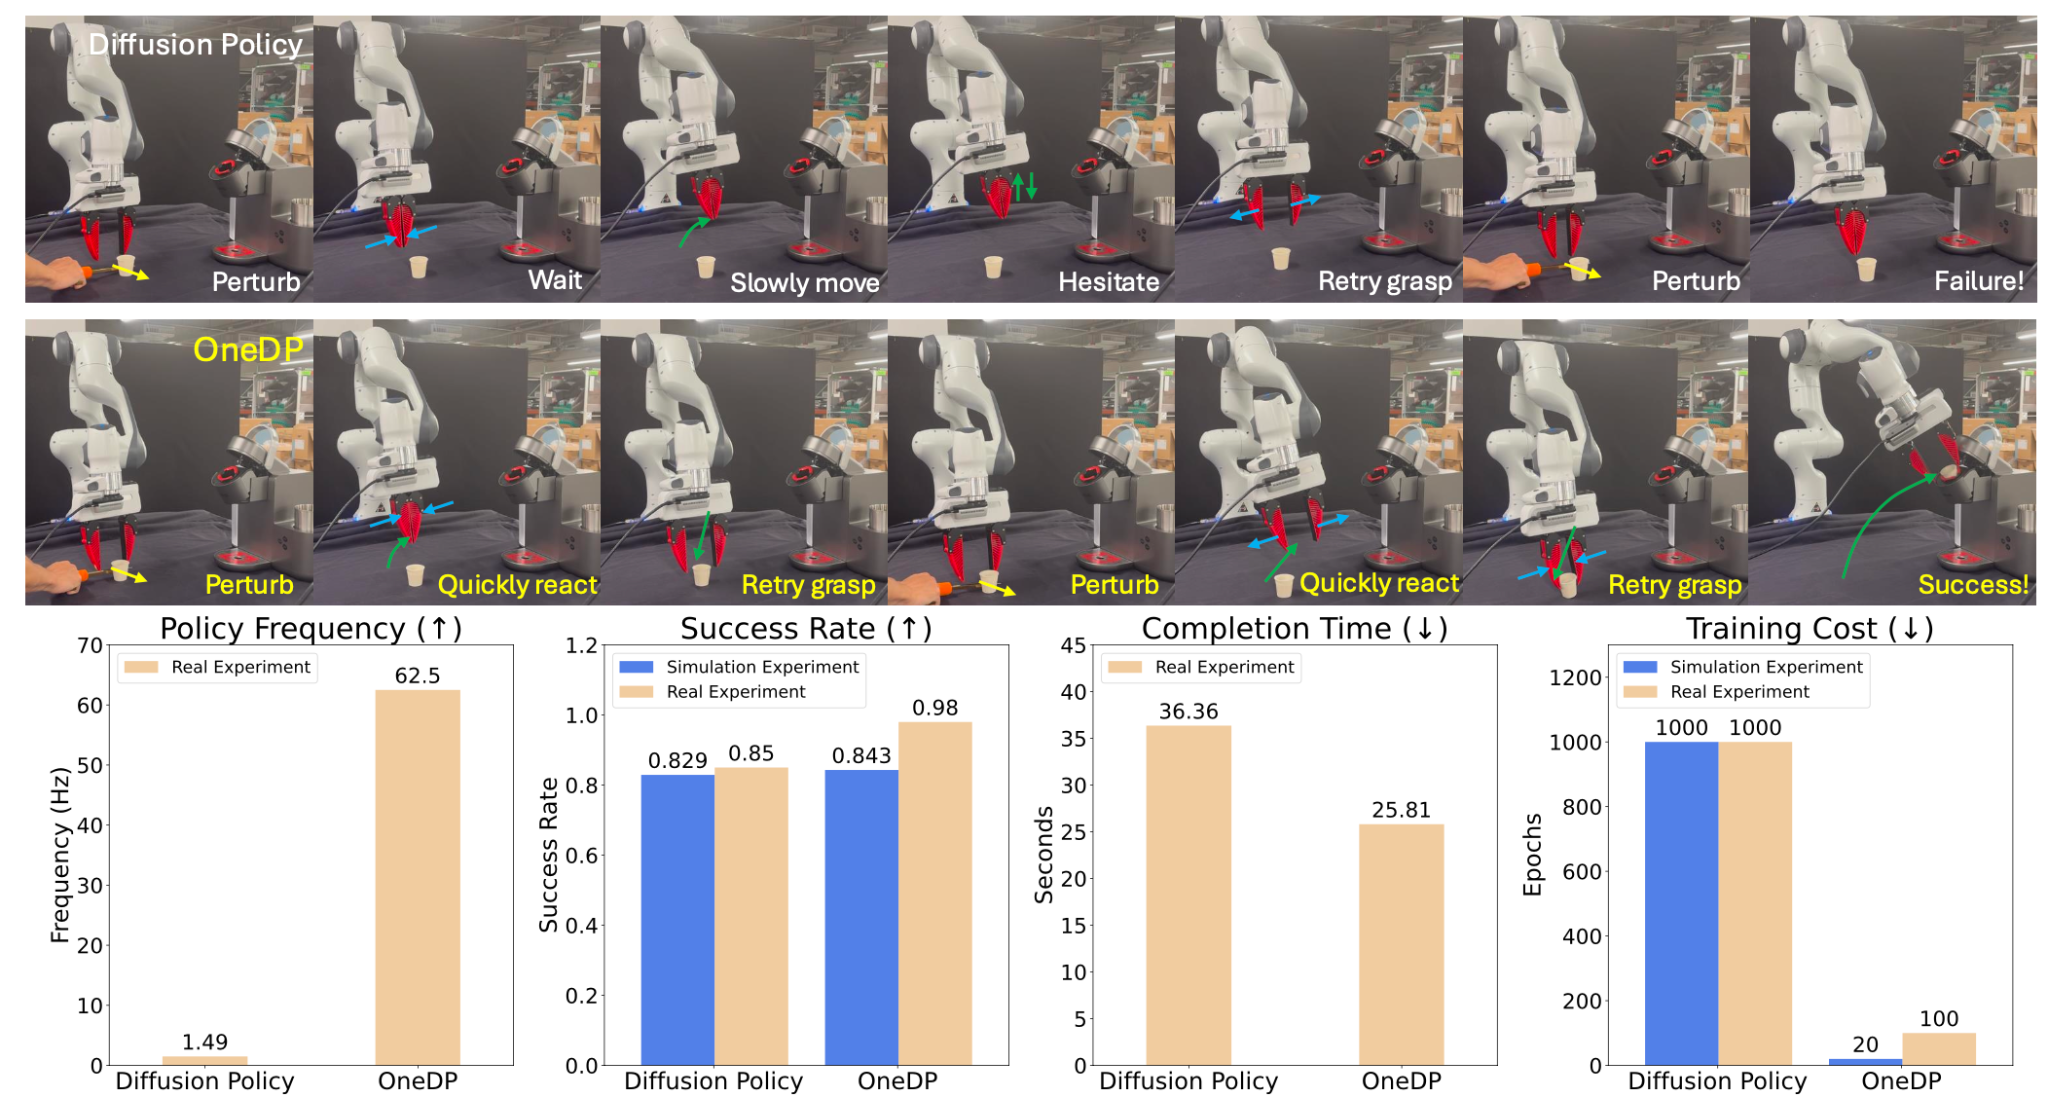 Diffusion Policy
Perturb
Wait
Slowly move
Hesitate
Retry grasp
Perturb
Failure!
OneDP
Perturb
Quickly react
Retry grasp
Perturb
Quickly react
Retry grasp
Success!
Policy Frequency (↑)
Real Experiment
Frequency (Hz)
70
60
50
40
30
20
10
0
1.49
62.5
Diffusion Policy
OneDP
Success Rate (↑)
Simulation Experiment
Real Experiment
Success Rate
1.2
1.0
0.8
0.6
0.4
0.2
0.0
0.829
0.85
0.843
0.98
Diffusion Policy
OneDP
Completion Time (↓)
Real Experiment
Seconds
45
40
35
30
25
20
15
10
5
0
36.36
25.81
Diffusion Policy
OneDP
Training Cost (↓)
Simulation Experiment
Real Experiment
Epochs
1200
1000
800
600
400
200
0
1000
1000
20
100
Diffusion Policy
OneDP